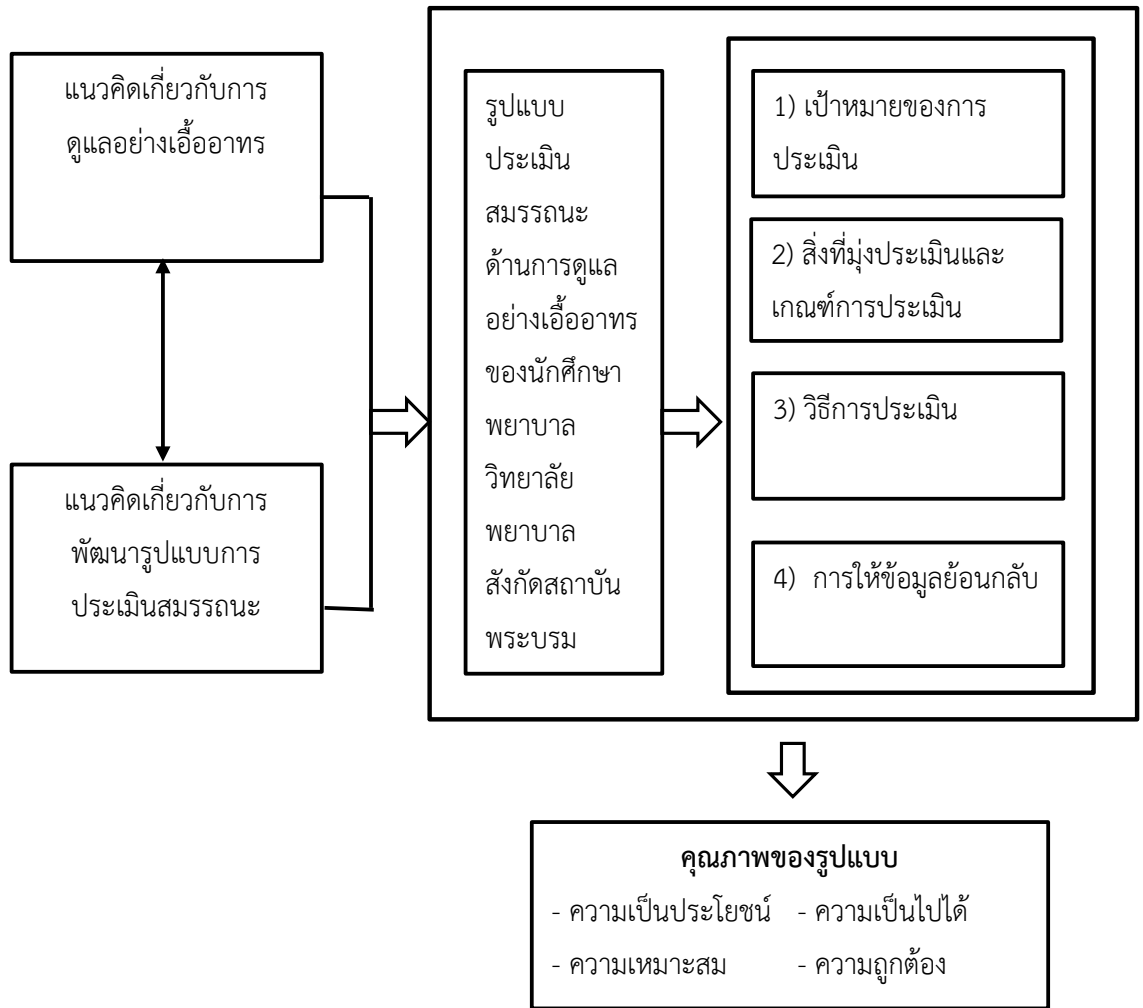 แนวคิดเกี่ยวกับการ
ดูแลอย่างเอื้ออาทร
แนวคิดเกี่ยวกับการ
พัฒนารูปแบบการ
ประเมินสมรรถนะ
รูปแบบ
ประเมิน
สมรรถนะ
ด้านการดูแล
อย่างเอื้ออาทร
ของนักศึกษา
พยาบาล
วิทยาลัย
พยาบาล
สังกัดสถาบัน
พระบรม
1) เป้าหมายของการ
ประเมิน
2) สิ่งที่มุ่งประเมินและ
เกณฑ์การประเมิน
3) วิธีการประเมิน
4) การให้ข้อมูลย้อนกลับ
คุณภาพของรูปแบบ
- ความเป็นประโยชน์ - ความเป็นไปได้
- ความเหมาะสม - ความถูกต้อง